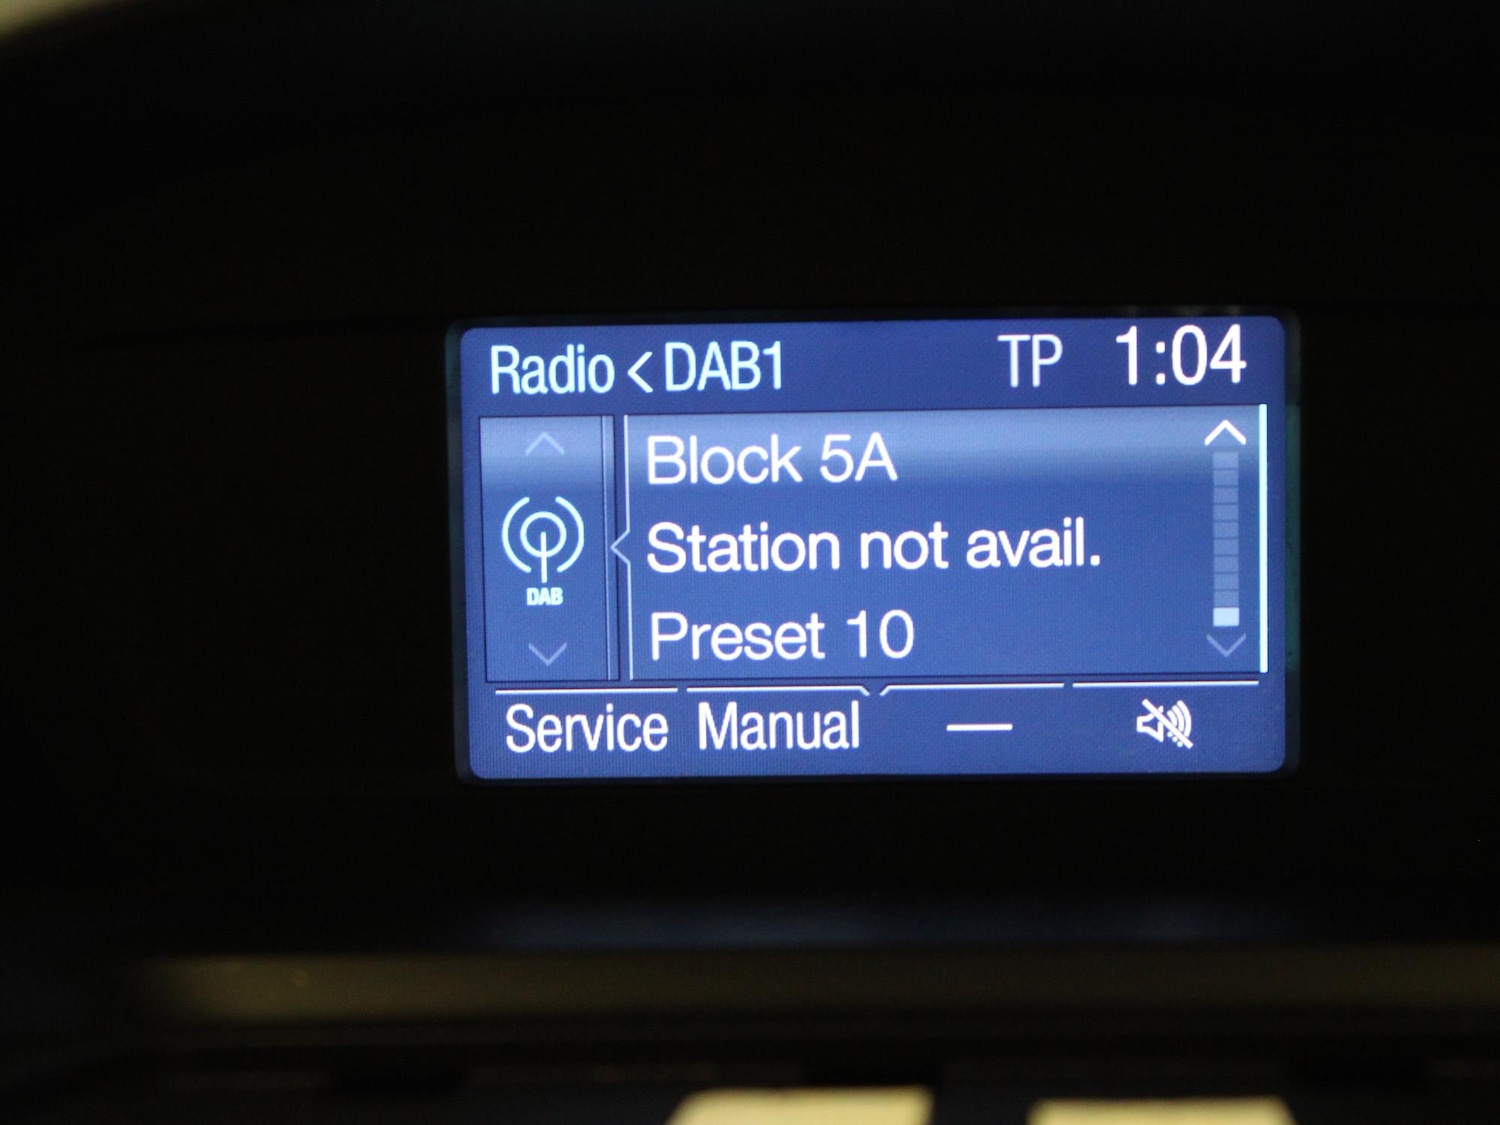 Radio < DAB1 TP 1:04
Block 5A
Station not avail.
DAB
Preset 10
Service Manual —